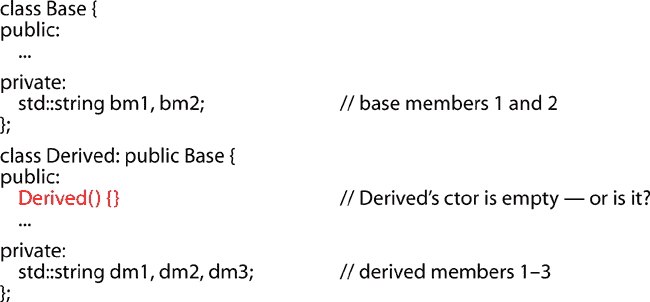 class Base {
public:
...
private:
std::string bm1, bm2; // base members 1 and 2
};
class Derived: public Base {
public:
Derived() {} // Derived’s ctor is empty — or is it?
...
private:
std::string dm1, dm2, dm3; // derived members 1–3
};